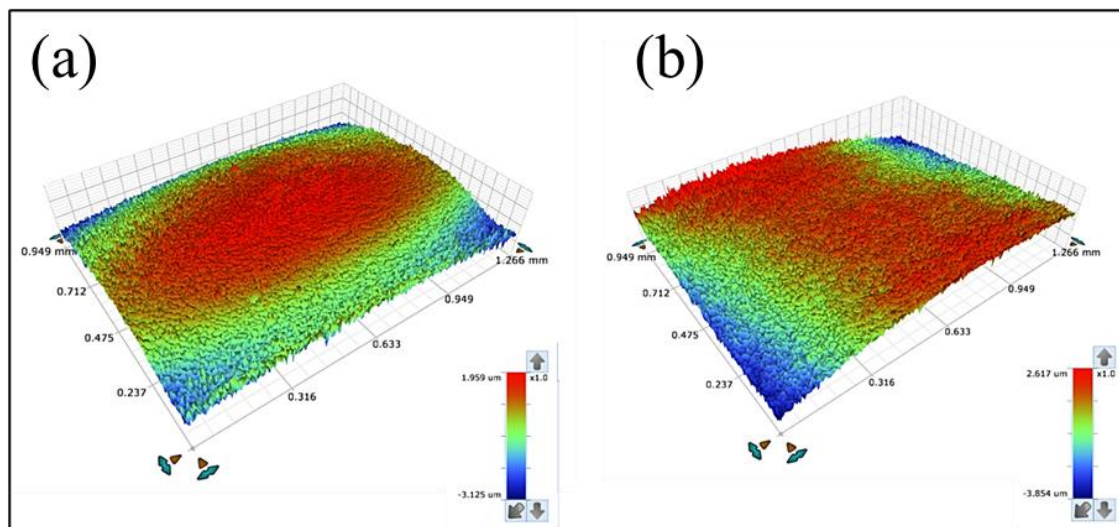 (a)
0.949 mm
0.712
0.475
0.237
0.316
0.633
0.949
1.266 mm
1.959 um
x1.0
-3.125 um
(b)
0.949 mm
0.712
0.475
0.237
0.316
0.633
0.949
1.266 mm
2.617 um
x1.0
-3.854 um